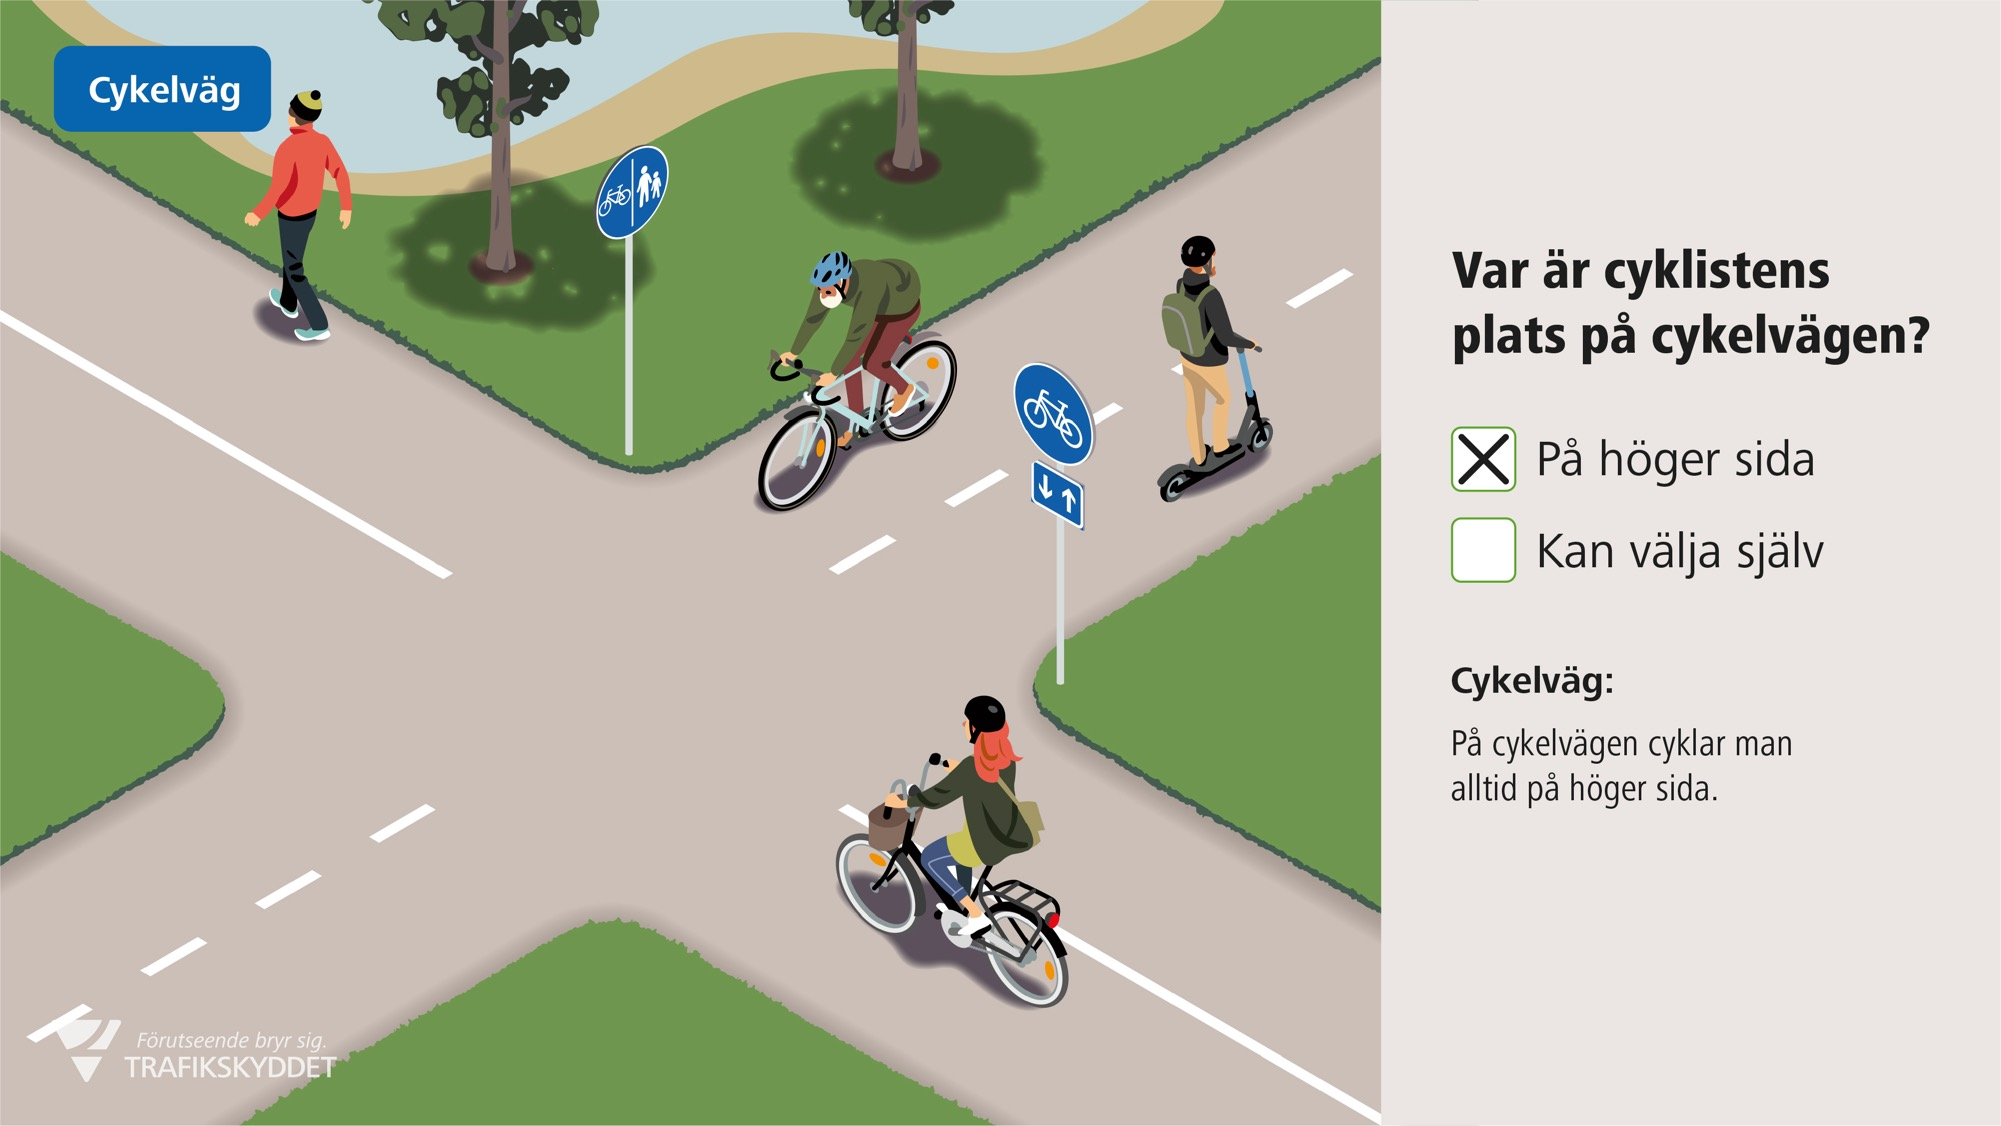 Cykelväg
Var är cyklistens
plats på cykelvägen?
På höger sida
Kan välja själv
Cykelväg:
På cykelvägen cyklar man
alltid på höger sida.
Förutseende bryr sig.
TRAFIKSKYDDET